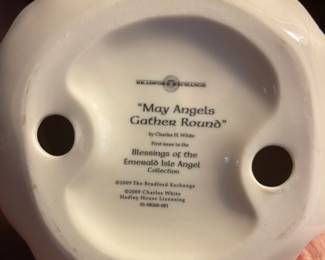 BRADFORD EXCHANGE
"May Angels
Gather Round"
by Charles H. White
First issue in the
Blessings of the
Emerald Isle Angel
Collection
©2009 The Bradford Exchange
©2009 Charles White
Hadley House Licensing